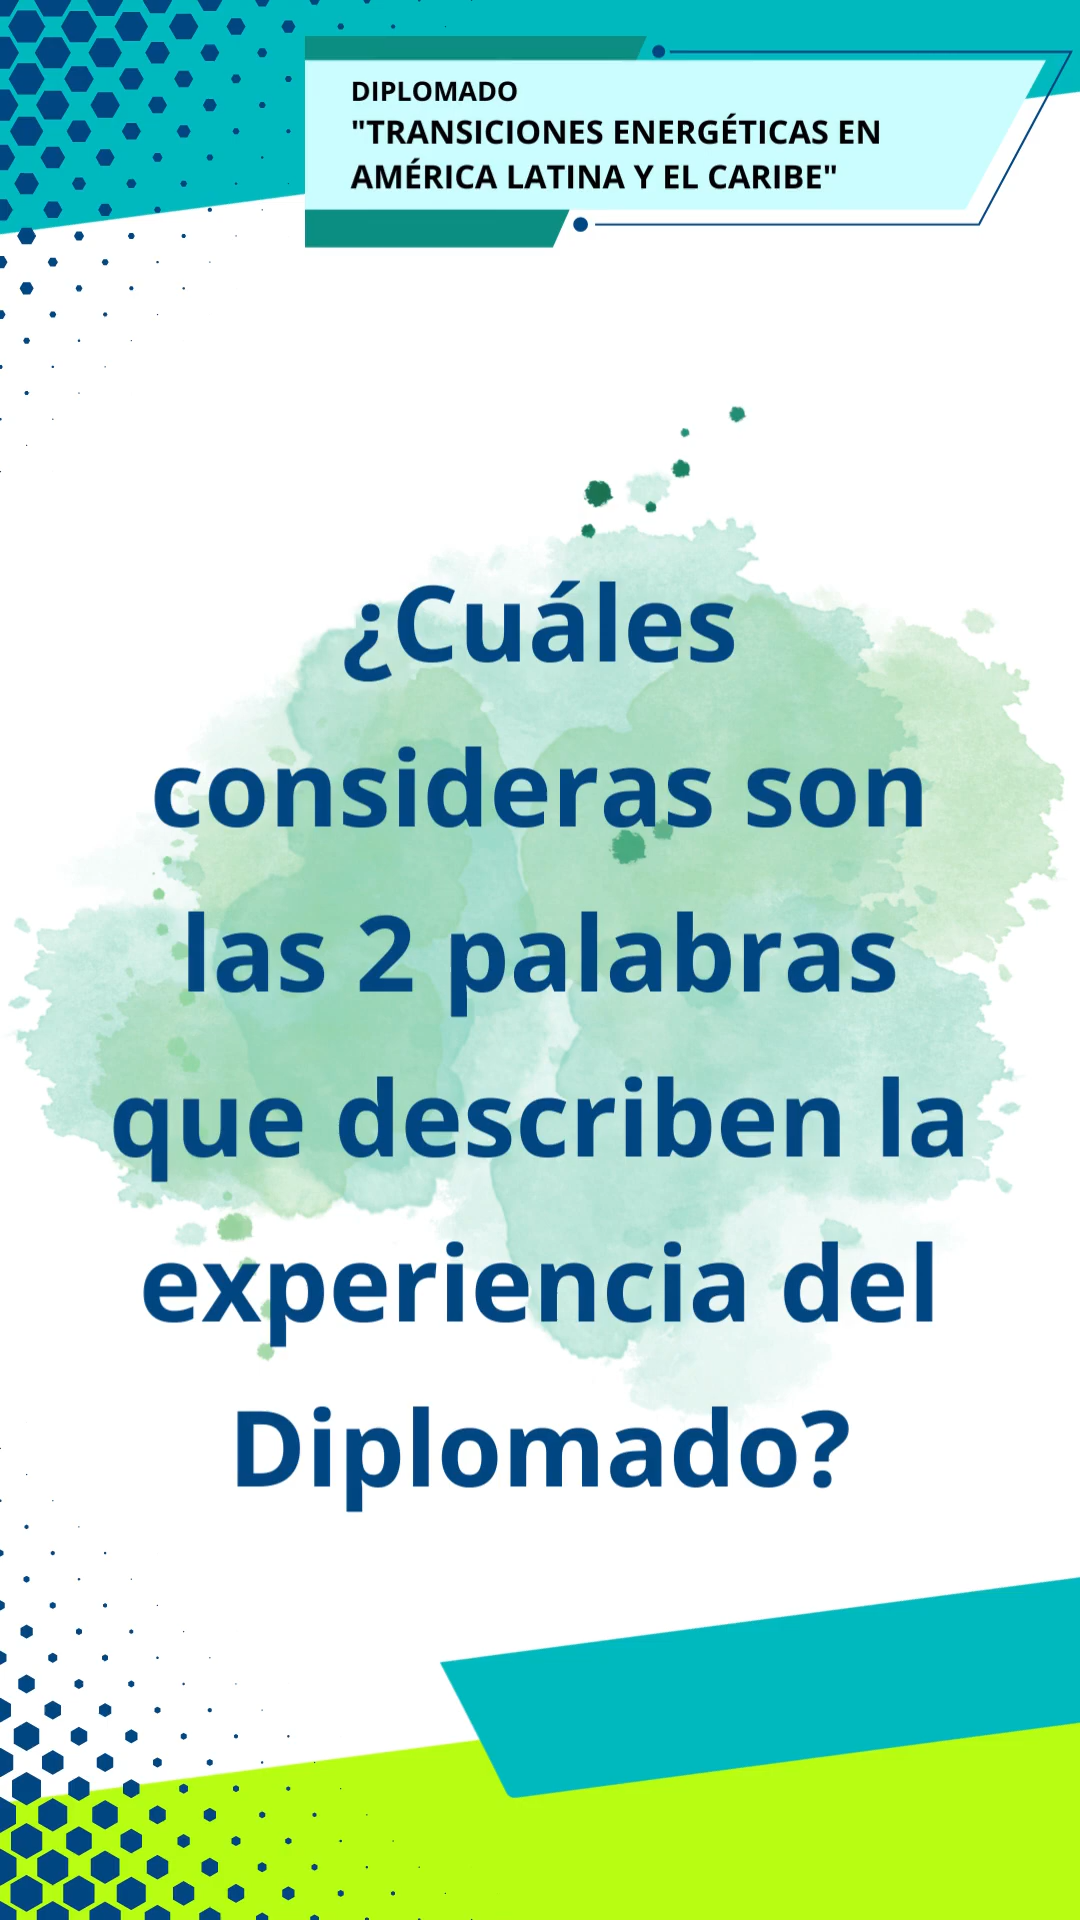 DIPLOMADO
"TRANSICIONES ENERGÉTICAS EN
AMÉRICA LATINA Y EL CARIBE"
¿Cuáles
consideras son
las 2 palabras
que describen la
experiencia del
Diplomado?